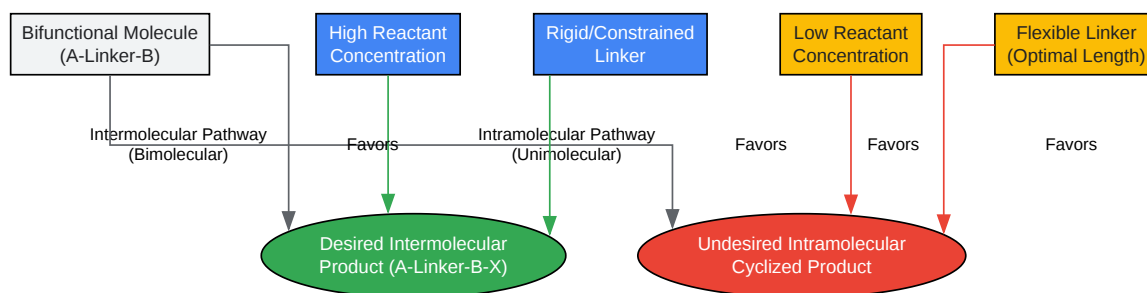 Bifunctional Molecule
(A-Linker-B)
High Reactant
Concentration
Rigid/Constrained
Linker
Low Reactant
Concentration
Flexible Linker
(Optimal Length)
Intermolecular Pathway
(Bimolecular)
Favors
Intramolecular Pathway
(Unimolecular)
Favors
Favors
Favors
Desired Intermolecular
Product (A-Linker-B-X)
Undesired Intramolecular
Cyclized Product